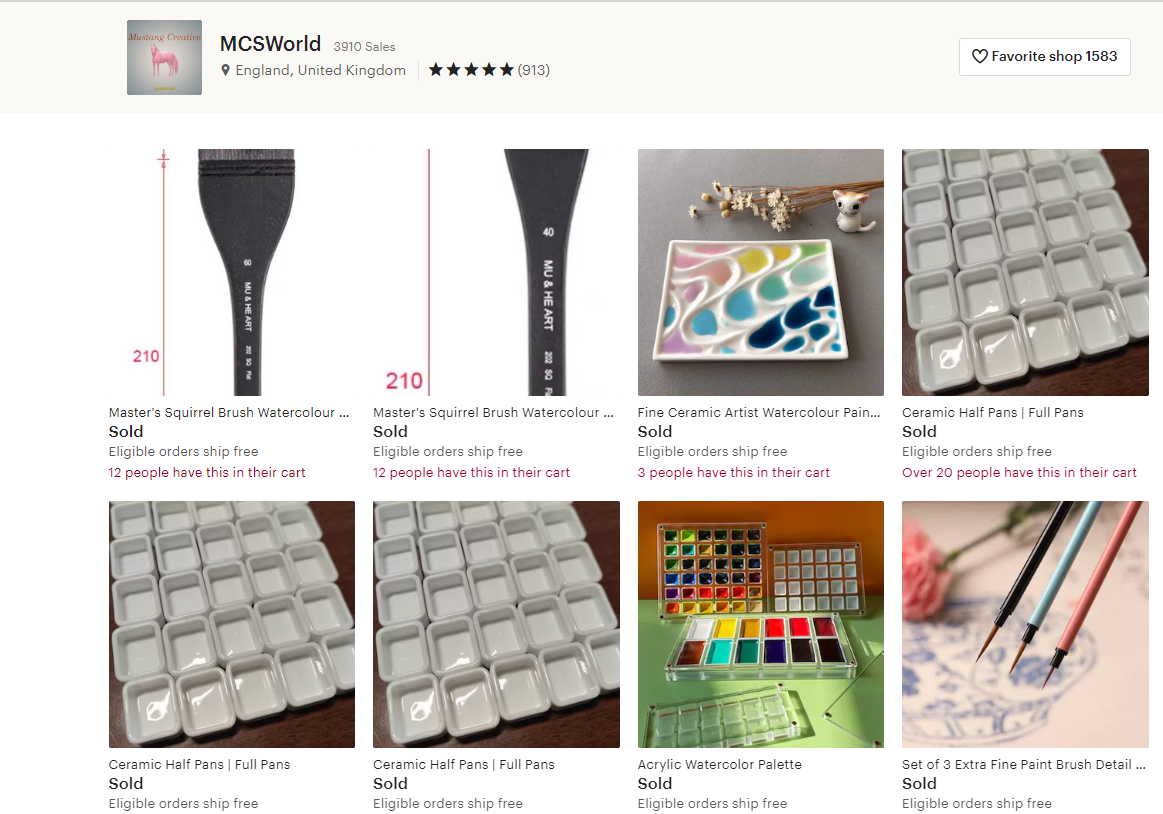 Mustang Creative
MCSWorld 3910 Sales
England, United Kingdom (913)
Favorite shop 1583
60
MU & HE ART
202 SQ Flat
210
40
MU & HE ART
202 SQ
210
Master's Squirrel Brush Watercolour ...
Sold
Eligible orders ship free
12 people have this in their cart
Master's Squirrel Brush Watercolour ...
Sold
Eligible orders ship free
12 people have this in their cart
Fine Ceramic Artist Watercolour Pain...
Sold
Eligible orders ship free
3 people have this in their cart
Ceramic Half Pans | Full Pans
Sold
Eligible orders ship free
Over 20 people have this in their cart
Ceramic Half Pans | Full Pans
Sold
Eligible orders ship free
Ceramic Half Pans | Full Pans
Sold
Eligible orders ship free
Acrylic Watercolor Palette
Sold
Eligible orders ship free
Set of 3 Extra Fine Paint Brush Detail ...
Sold
Eligible orders ship free